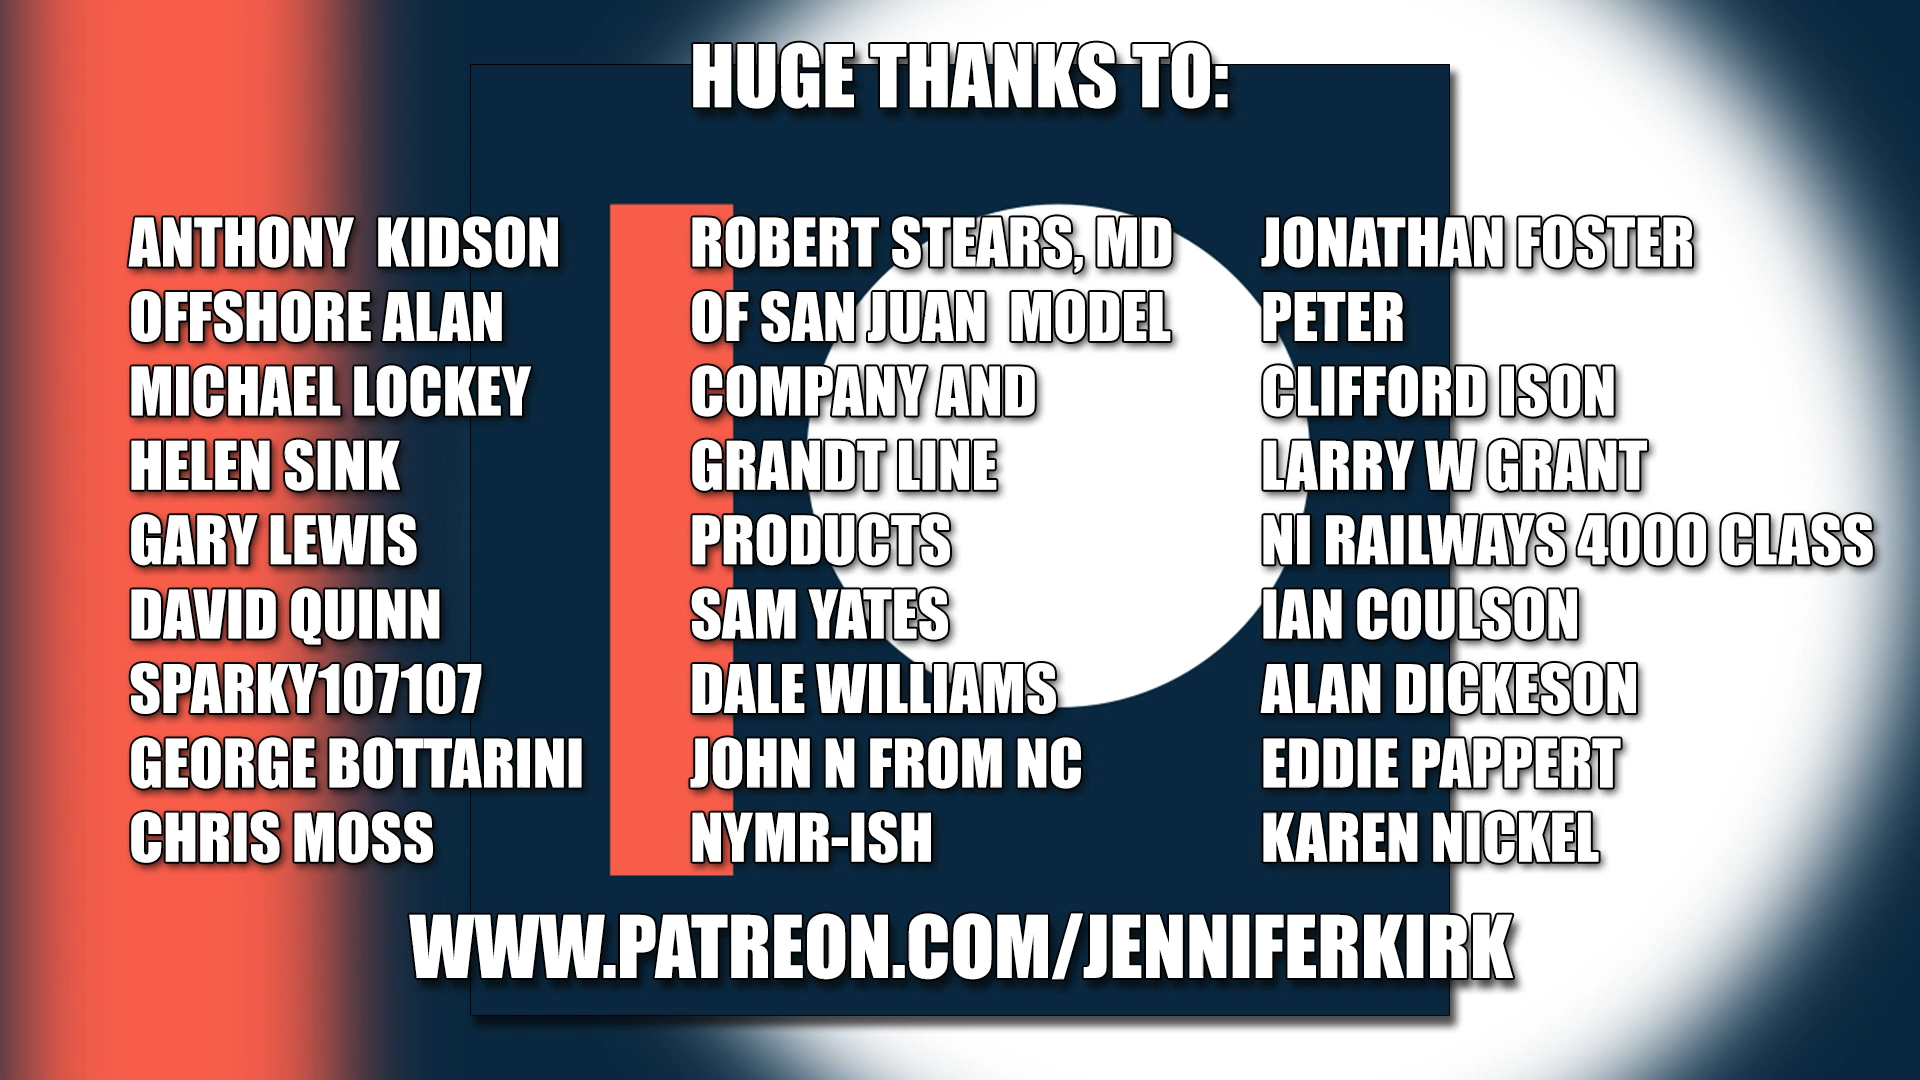 HUGE THANKS TO:
ANTHONY  KIDSON
OFFSHORE ALAN
MICHAEL LOCKEY
HELEN SINK
GARY LEWIS
DAVID QUINN
SPARKY107107
GEORGE BOTTARINI
CHRIS MOSS
ROBERT STEARS, MD
OF SAN JUAN  MODEL
COMPANY AND
GRANDT LINE
PRODUCTS
SAM YATES
DALE WILLIAMS
JOHN N FROM NC
NYMR-ISH
JONATHAN FOSTER
PETER
CLIFFORD ISON
LARRY W GRANT
NI RAILWAYS 4000 CLASS
IAN COULSON
ALAN DICKESON
EDDIE PAPPERT
KAREN NICKEL
WWW.PATREON.COM/JENNIFERKIRK